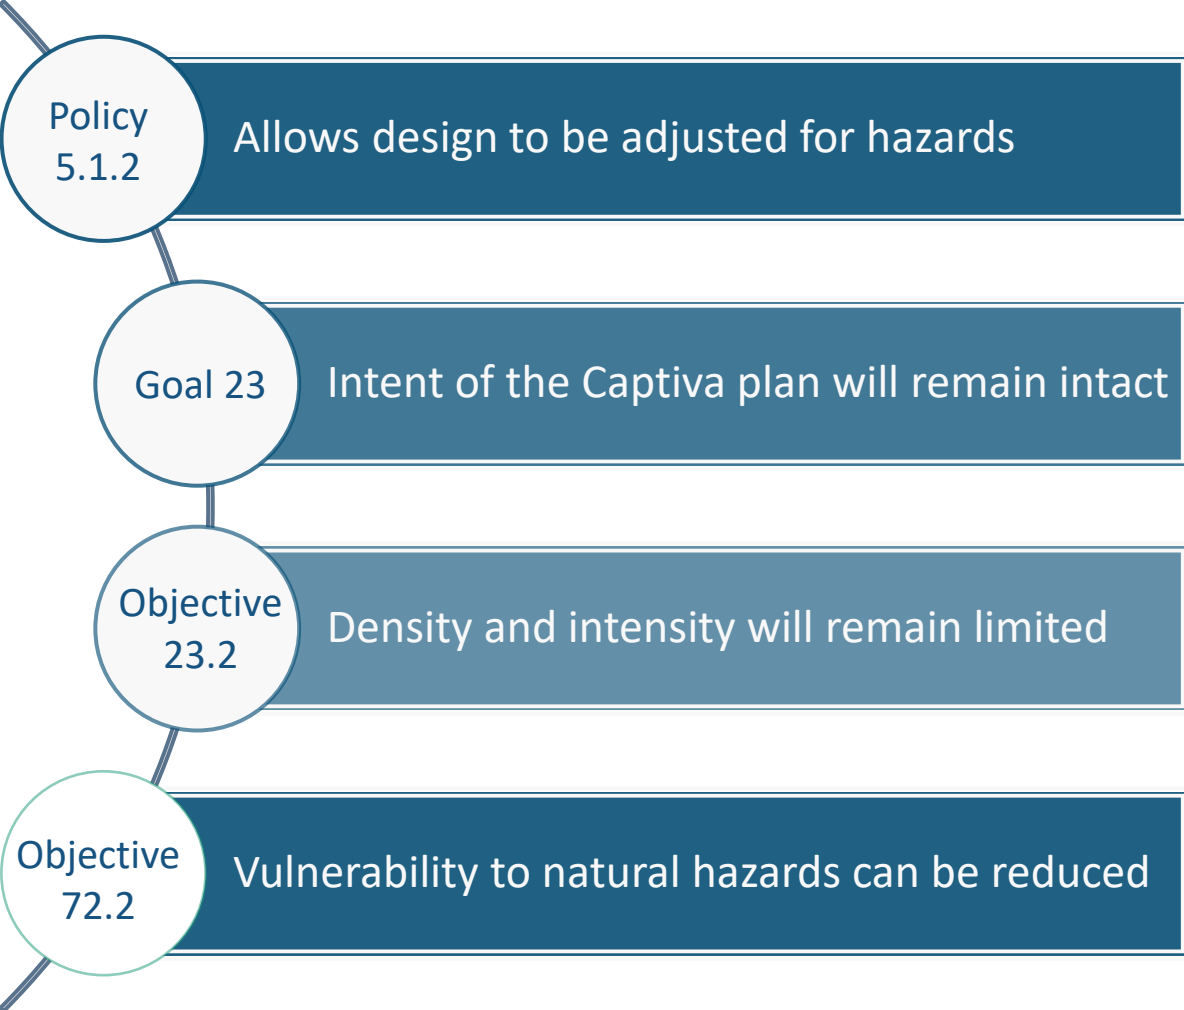 Policy
5.1.2
Allows design to be adjusted for hazards
Goal 23
Intent of the Captiva plan will remain intact
Objective
23.2
Density and intensity will remain limited
Objective
72.2
Vulnerability to natural hazards can be reduced